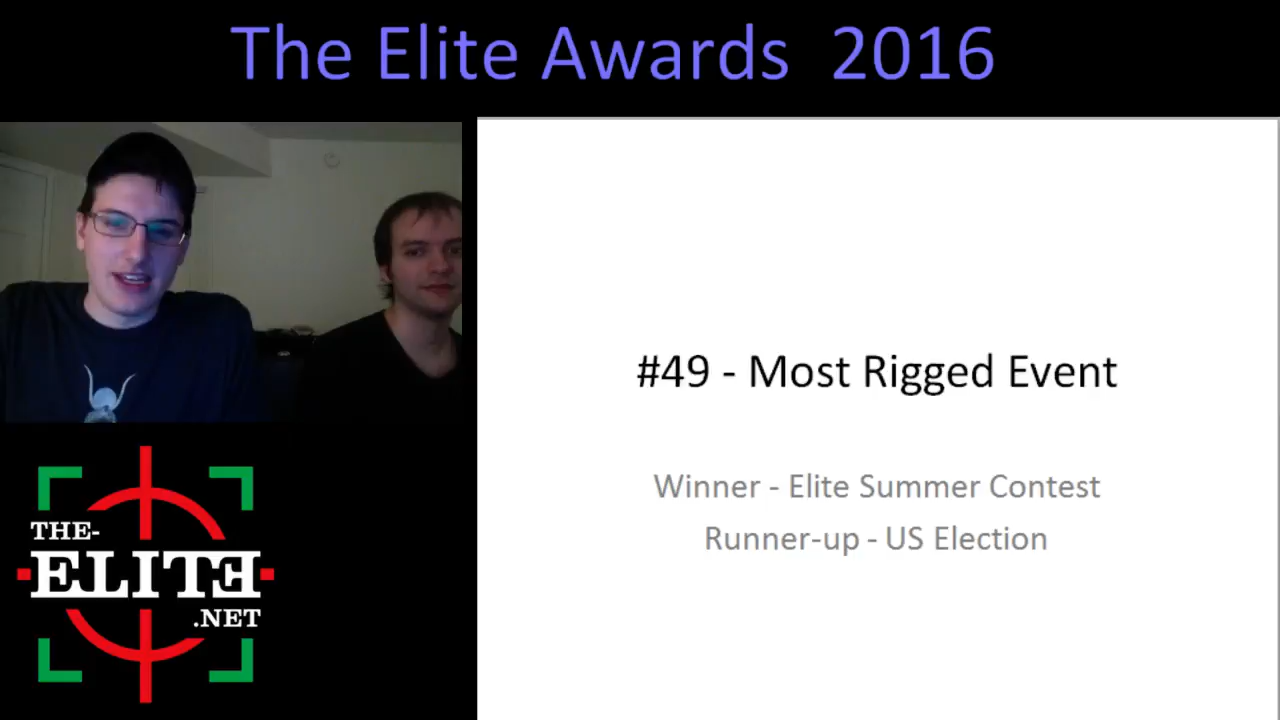 The Elite Awards 2016
#49 - Most Rigged Event
Winner - Elite Summer Contest
Runner-up - US Election
THE-
ELITE
.NET